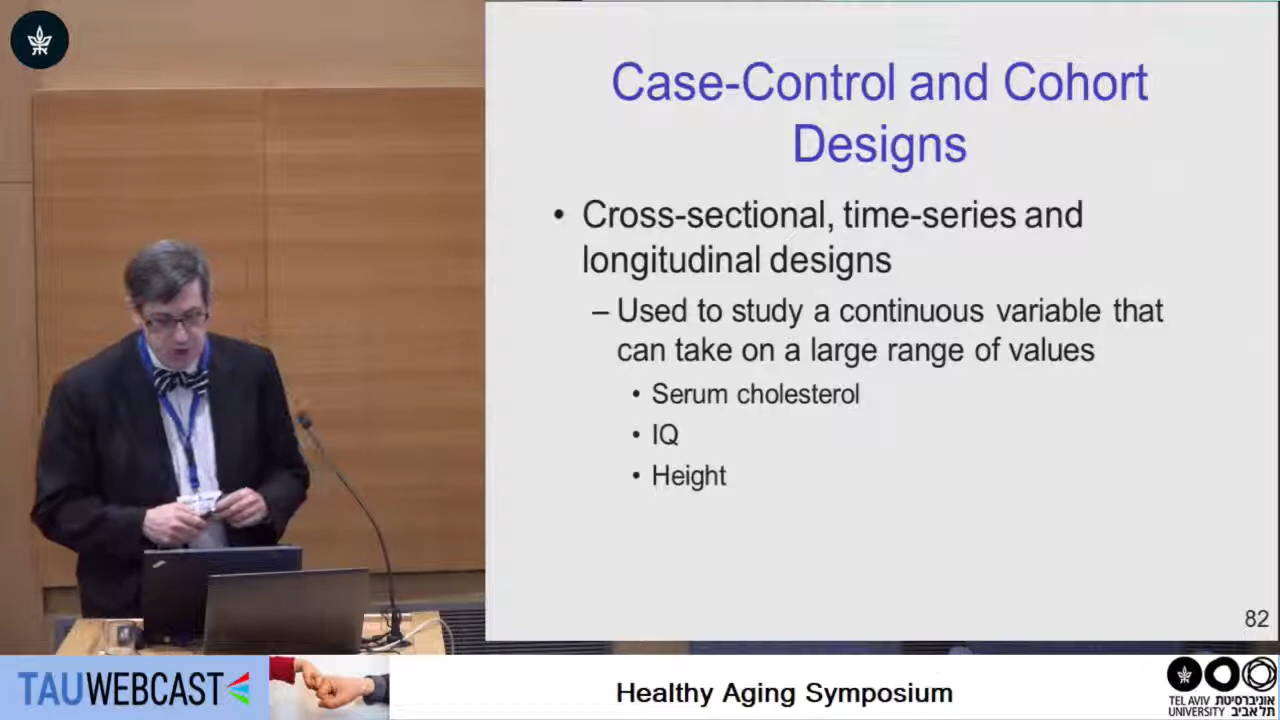 Case-Control and Cohort
Designs
• Cross-sectional, time-series and
longitudinal designs
– Used to study a continuous variable that
can take on a large range of values
• Serum cholesterol
• IQ
• Height
82
TAUWEBCAST
Healthy Aging Symposium
TEL AVIV אוניברסיטת
UNIVERSITY תל אביב